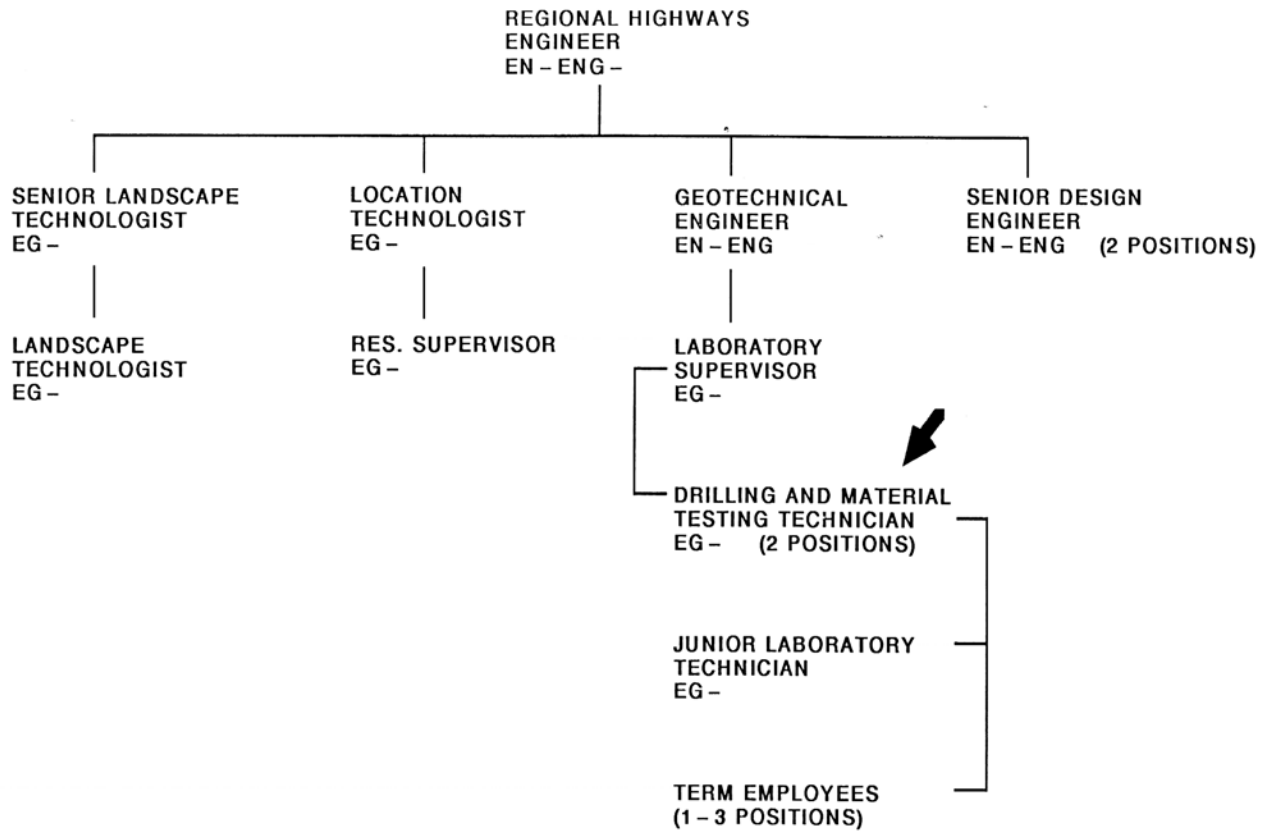 REGIONAL HIGHWAYS
ENGINEER
EN – ENG –
SENIOR LANDSCAPE
TECHNOLOGIST
EG –
LOCATION
TECHNOLOGIST
EG –
GEOTECHNICAL
ENGINEER
EN – ENG
SENIOR DESIGN
ENGINEER
EN – ENG (2 POSITIONS)
LANDSCAPE
TECHNOLOGIST
EG –
RES. SUPERVISOR
EG –
LABORATORY
SUPERVISOR
EG –
DRILLING AND MATERIAL
TESTING TECHNICIAN
EG – (2 POSITIONS)
JUNIOR LABORATORY
TECHNICIAN
EG –
TERM EMPLOYEES
(1 – 3 POSITIONS)